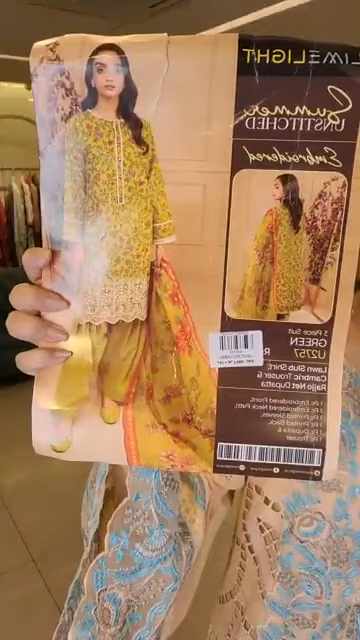 LIMELIGHT
Summer
UNSTITCHED
Embroidered
3 Piece Suit
GREEN
U2757
Lawn Slub Shirt,
Cambric Trouser &
Raijo Net Dupatta
1 Pc Embroidered Front,
1 Pc Embroidered Neck Patti,
1 Pc Printed Sleeves,
1 Pc Printed Back,
1 Pc Dupatta &
1 Pc Trouser